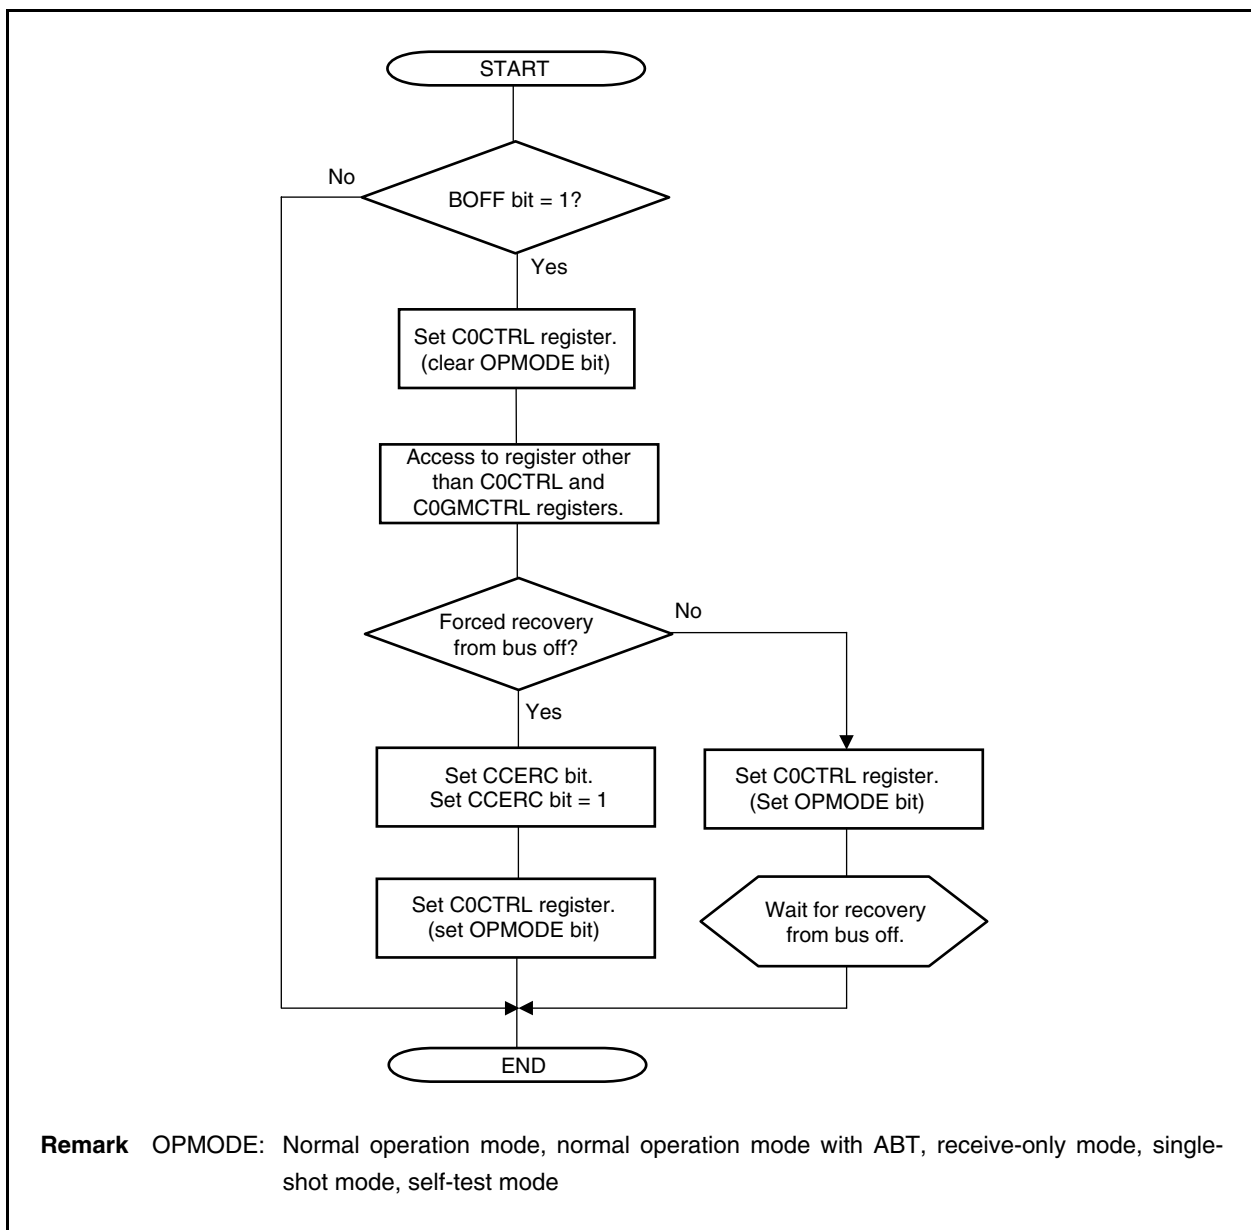 START
No
BOFF bit = 1?
Yes
Set C0CTRL register.
(clear OPMODE bit)
Access to register other
than C0CTRL and
C0GMCTRL registers.
No
Forced recovery
from bus off?
Yes
Set CCERC bit.
Set CCERC bit = 1
Set C0CTRL register.
(Set OPMODE bit)
Set C0CTRL register.
(set OPMODE bit)
Wait for recovery
from bus off.
END
Remark OPMODE: Normal operation mode, normal operation mode with ABT, receive-only mode, single-
shot mode, self-test mode